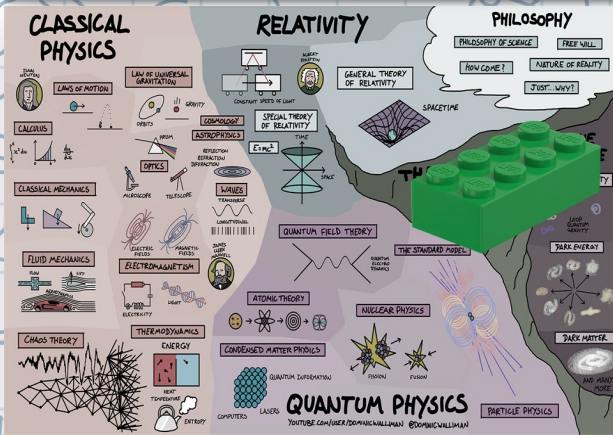 CLASSICAL
PHYSICS
ISAAC
NEWTON
LAWS OF MOTION
LAW OF UNIVERSAL
GRAVITATION
ORBITS
GRAVITY
CALCULUS
PRISM
OPTICS
MICROSCOPE
TELESCOPE
COSMOLOGY
ASTROPHYSICS
REFLECTION
REFRACTION
DIFFRACTION
WAVES
TRANSVERSE
LONGITUDINAL
CLASSICAL MECHANICS
ELECTRIC
FIELDS
MAGNETIC
FIELDS
JAMES
CLERK
MAXWELL
FLUID MECHANICS
FLOW
LIFT
AERODYNAMICS
ELECTROMAGNETISM
LIGHT
ELECTRICITY
CHAOS THEORY
THERMODYNAMICS
ENERGY
HEAT
TEMPERATURE
ENTROPY
RELATIVITY
ALBERT
EINSTEIN
CONSTANT SPEED OF LIGHT
GENERAL THEORY
OF RELATIVITY
SPACETIME
SPECIAL THEORY
OF RELATIVITY
E=mc²
TIME
SPACE
PHILOSOPHY
PHILOSOPHY OF SCIENCE
FREE WILL
HOW COME?
NATURE OF REALITY
JUST...WHY?
QUANTUM FIELD THEORY
QUANTUM
ELECTRO
DYNAMICS
THE STANDARD MODEL
ATOMIC THEORY
NUCLEAR PHYSICS
FISSION
FUSION
CONDENSED MATTER PHYSICS
QUANTUM INFORMATION
COMPUTERS
LASERS
QUANTUM PHYSICS
YOUTUBE.COM/USER/DOMINICWALLIMAN @DOMINICWALLIMAN
PARTICLE PHYSICS
LOOP
QUANTUM
GRAVITY
DARK ENERGY
DARK MATTER
AND MANY
MORE